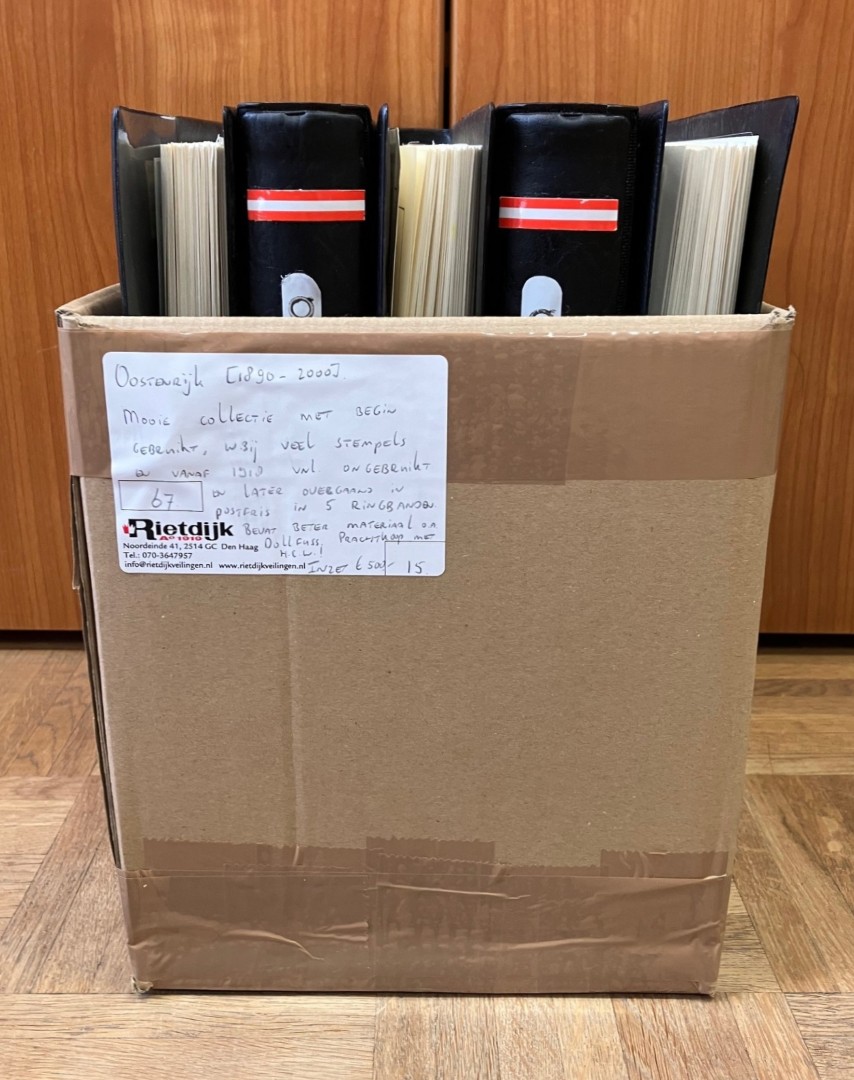 Oostenrijk [1890-2000].
Mooie collectie met begin
gebruikt, wbij veel stempels
en vanaf 1918 vnl ongebruikt
67
en later overgaand in
postfris in 5 ringbanden.
Rietdijk
A° 1919
Bevat beter materiaal o.a.
Noordeinde 41, 2514 GC Den Haag
Dollfuss. Prachtkoop met
Tel.: 070-3647957
H.C.W.!
info@rietdijkveilingen.nl www.rietdijkveilingen.nl
Inzet € 500,-
15.